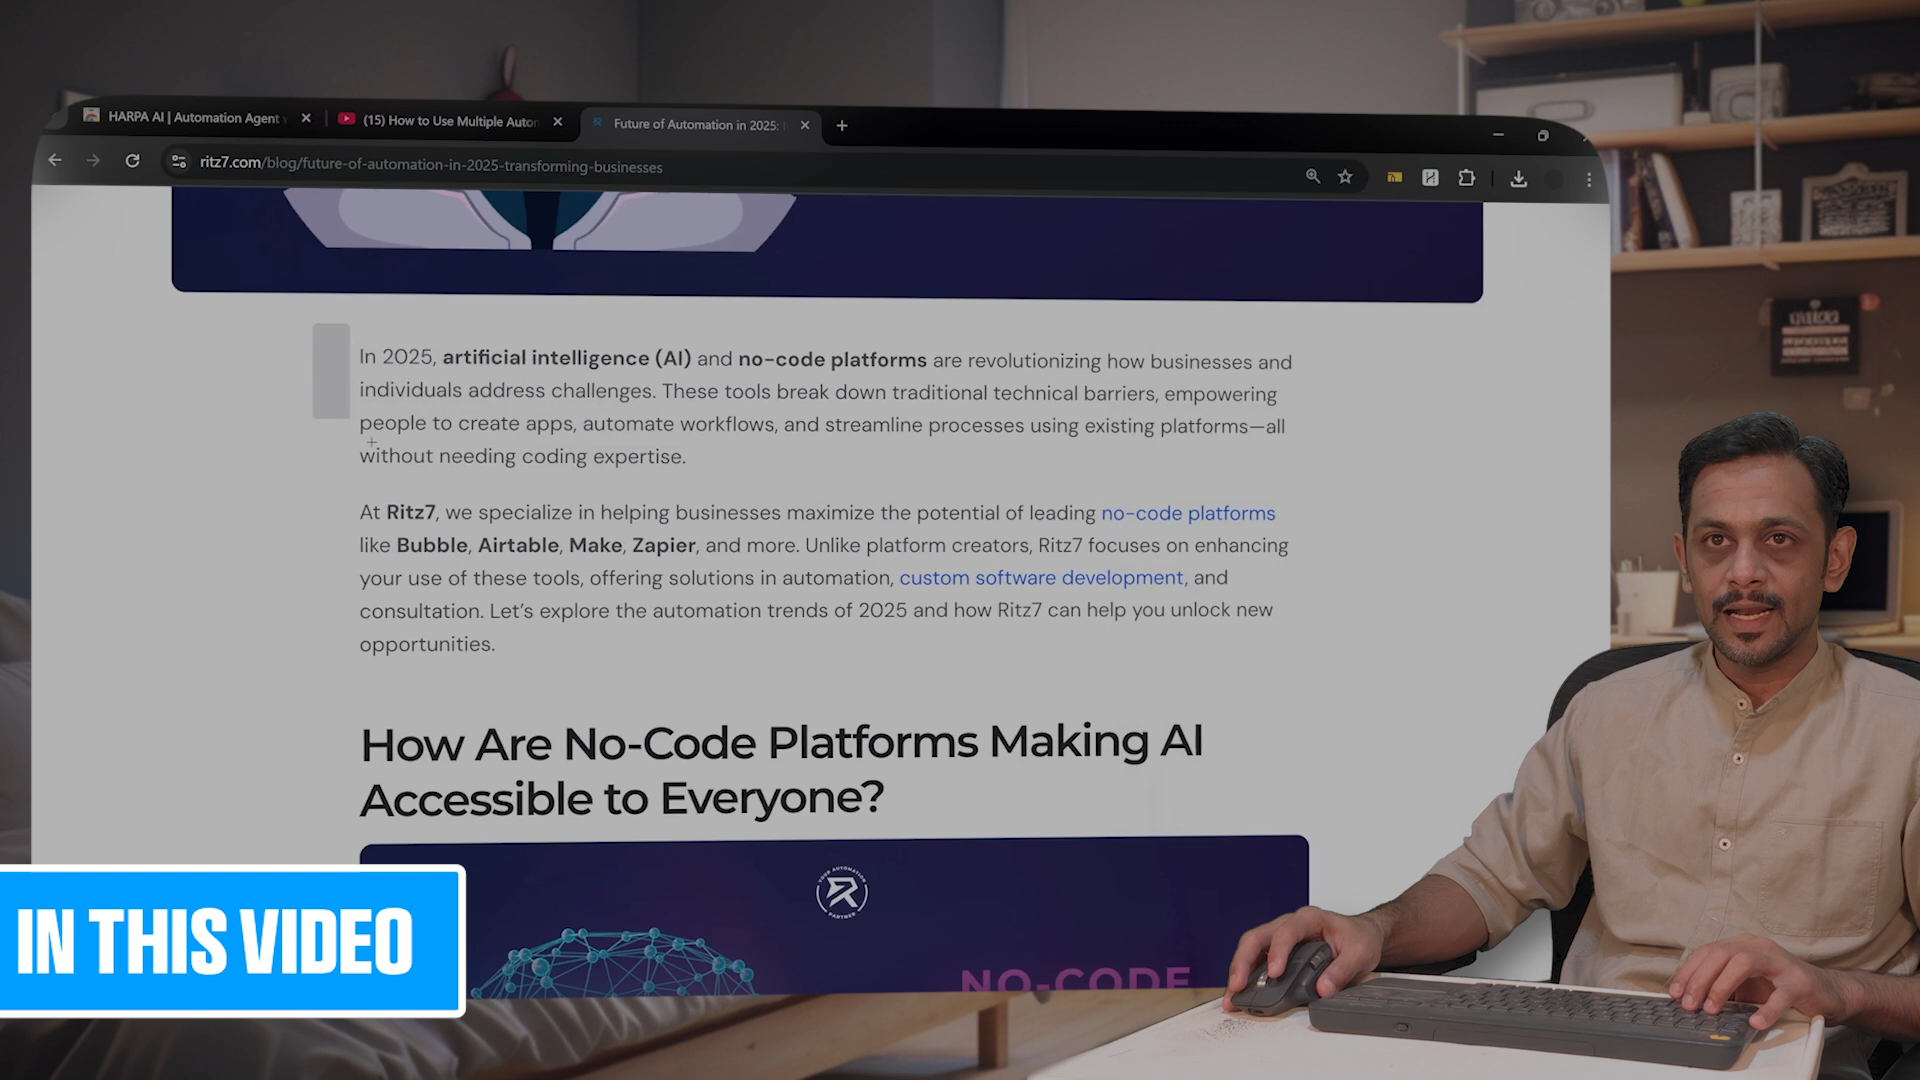 HARPA AI | Automation Agent
(15) How to Use Multiple Auton
Future of Automation in 2025:
ritz7.com/blog/future-of-automation-in-2025-transforming-businesses
In 2025, artificial intelligence (AI) and no-code platforms are revolutionizing how businesses and
individuals address challenges. These tools break down traditional technical barriers, empowering
people to create apps, automate workflows, and streamline processes using existing platforms—all
without needing coding expertise.
At Ritz7, we specialize in helping businesses maximize the potential of leading no-code platforms
like Bubble, Airtable, Make, Zapier, and more. Unlike platform creators, Ritz7 focuses on enhancing
your use of these tools, offering solutions in automation, custom software development, and
consultation. Let’s explore the automation trends of 2025 and how Ritz7 can help you unlock new
opportunities.
How Are No-Code Platforms Making AI
Accessible to Everyone?
YOUR AUTOMATION
PARTNER
NO-CODE
IN THIS VIDEO